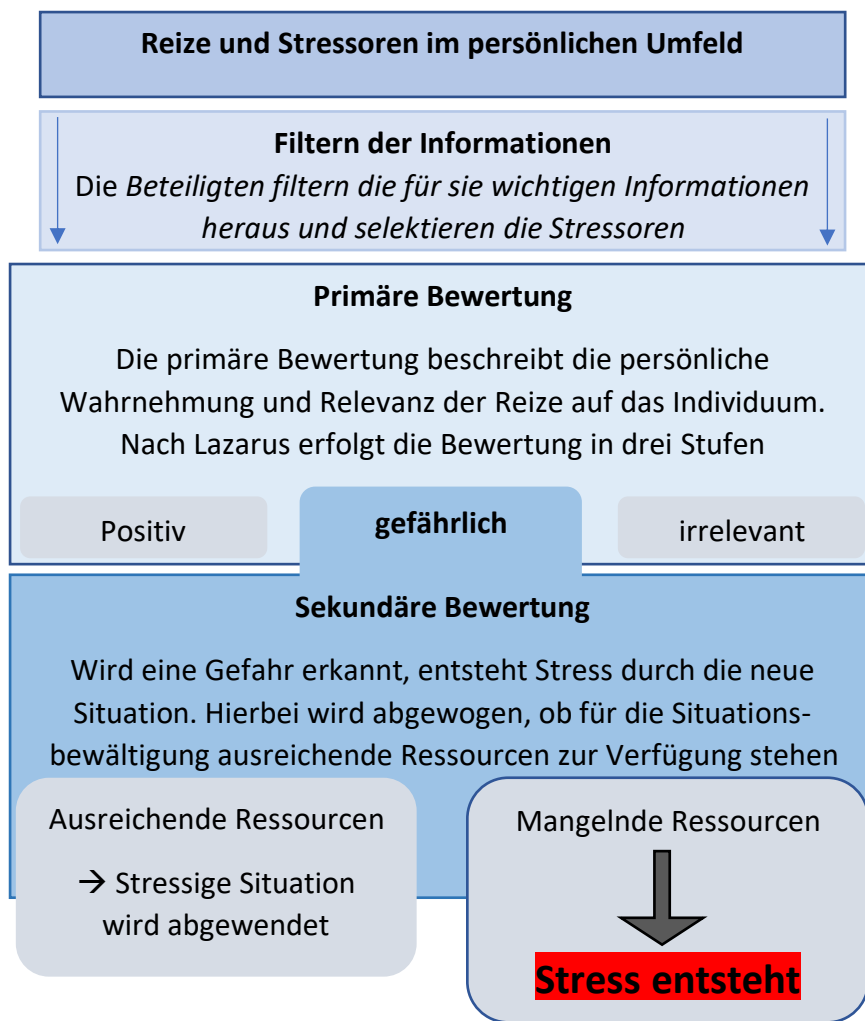 Reize und Stressoren im persönlichen Umfeld
Filtern der Informationen
Die Beteiligten filtern die für sie wichtigen Informationen
heraus und selektieren die Stressoren
Primäre Bewertung
Die primäre Bewertung beschreibt die persönliche
Wahrnehmung und Relevanz der Reize auf das Individuum.
Nach Lazarus erfolgt die Bewertung in drei Stufen
Positiv
gefährlich
irrelevant
Sekundäre Bewertung
Wird eine Gefahr erkannt, entsteht Stress durch die neue
Situation. Hierbei wird abgewogen, ob für die Situations-
bewältigung ausreichende Ressourcen zur Verfügung stehen
Ausreichende Ressourcen
→ Stressige Situation
wird abgewendet
Mangelnde Ressourcen
Stress entsteht